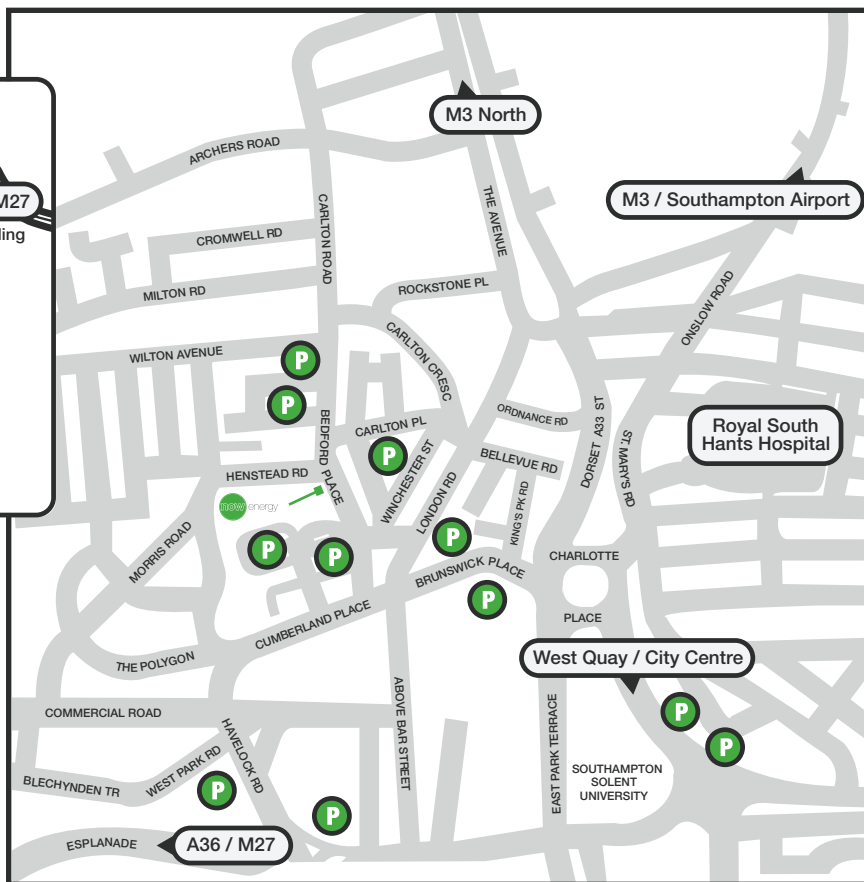 M3 North
ARCHERS ROAD
M27
M3 / Southampton Airport
CARLTON ROAD
THE AVENUE
CROMWELL RD
MILTON RD
ROCKSTONE PL
ONSLOW ROAD
WILTON AVENUE
P
CARLTON CRESC
P
BEDFORD PLACE
CARLTON PL
ORDNANCE RD
DORSET A33 ST
ST. MARY'S RD
Royal South
Hants Hospital
P
WINCHESTER ST
BELLEVUE RD
HENSTEAD RD
LONDON RD
KING'S PK RD
now energy
MORRIS ROAD
P
P
P
CHARLOTTE
BRUNSWICK PLACE
P
PLACE
CUMBERLAND PLACE
THE POLYGON
West Quay / City Centre
COMMERCIAL ROAD
HAVELOCK RD
ABOVE BAR STREET
P
P
EAST PARK TERRACE
WEST PARK RD
BLECHYNDEN TR
P
SOUTHAMPTON
SOLENT
UNIVERSITY
P
ESPLANADE
A36 / M27